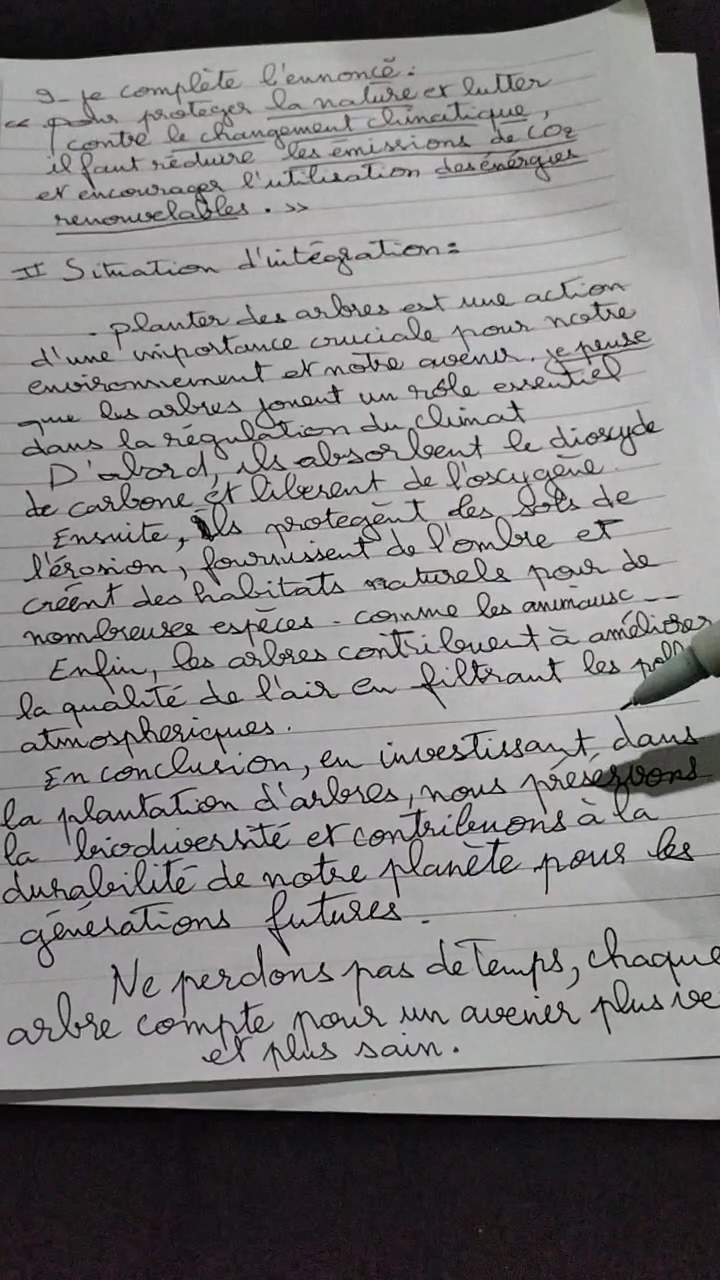 9- je complète l'ennoncé :
« pour protéger la nature et lutter
contre le changement climatique,
il faut réduire les émissions de CO2
et encourager l'utilisation des énergies
renouvelables. »
II Situation d'intégration :
. planter des arbres est une action
d'une importance cruciale pour notre
environnement et notre avenir. je pense
que les arbres jouent un rôle essentiel
dans la régulation du climat
D'abord, ils absorbent le dioxyde
de carbone et libèrent de l'oxygène.
Ensuite, ils protegènt les sols de
l'érosion, fournissent de l'ombre et
créent des habitats naturels pour de
nombreuses espèces - comme les animaux --
Enfin, les arbres contribuent à améliorer
la qualité de l'air en filtrant les poll
atmospheriques.
En conclusion, en investissant dans
la plantation d'arbres, nous préservons
la biodiversité et contribuons à la
durabilité de notre planète pour les
générations futures.
Ne perdons pas de Temps, chaque
arbre compte pour un avenir plus ve
et plus sain.